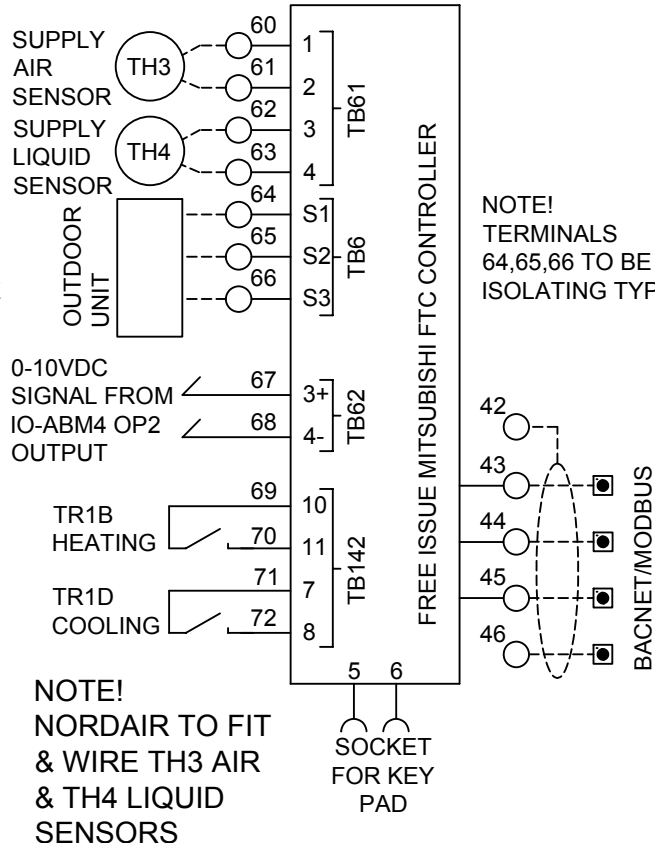 SUPPLY
AIR
SENSOR
TH3
60
61
1
2
SUPPLY
LIQUID
SENSOR
TH4
62
63
3
4
TB61
OUTDOOR
UNIT
64
65
66
S1
S2
S3
TB6
0-10VDC
SIGNAL FROM
IO-ABM4 OP2
OUTPUT
67
68
3+
4-
TB62
TR1B
HEATING
69
70
10
11
TR1D
COOLING
71
72
7
8
TB142
FREE ISSUE MITSUBISHI FTC CONTROLLER
NOTE!
TERMINALS
64,65,66 TO BE
ISOLATING TYP
42
43
44
45
46
BACNET/MODBUS
5 6
SOCKET
FOR KEY
PAD
NOTE!
NORDAIR TO FIT
& WIRE TH3 AIR
& TH4 LIQUID
SENSORS